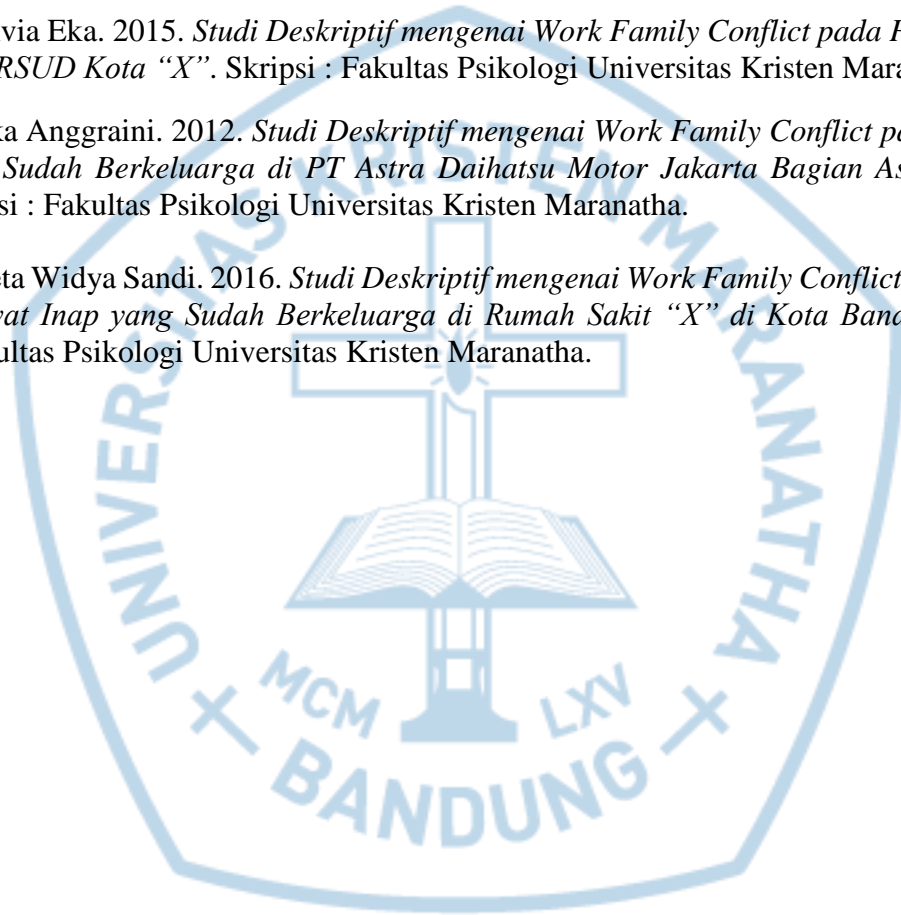 via Eka. 2015. Studi Deskriptif mengenai Work Family Conflict pada
RSUD Kota “X”. Skripsi : Fakultas Psikologi Universitas Kristen Mara
ka Anggraini. 2012. Studi Deskriptif mengenai Work Family Conflict pa
Sudah Berkeluarga di PT Astra Daihatsu Motor Jakarta Bagian As
si : Fakultas Psikologi Universitas Kristen Maranatha.
eta Widya Sandi. 2016. Studi Deskriptif mengenai Work Family Conflict
vat Inap yang Sudah Berkeluarga di Rumah Sakit “X” di Kota Band
ultas Psikologi Universitas Kristen Maranatha.
UNIVERSITAS KRISTEN MARANATHA
MCM LXV
BANDUNG